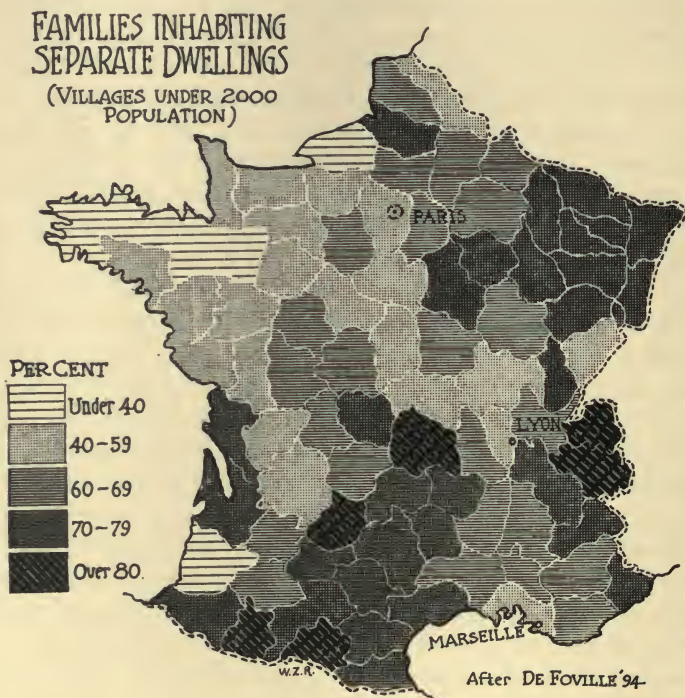 FAMILIES INHABITING
SEPARATE DWELLINGS
(VILLAGES UNDER 2000
POPULATION)
PARIS
PER CENT
Under 40
40-59
60-69
70-79
Over 80.
LYON
MARSEILLE
W.Z.R.
After DE FOVILLE '94